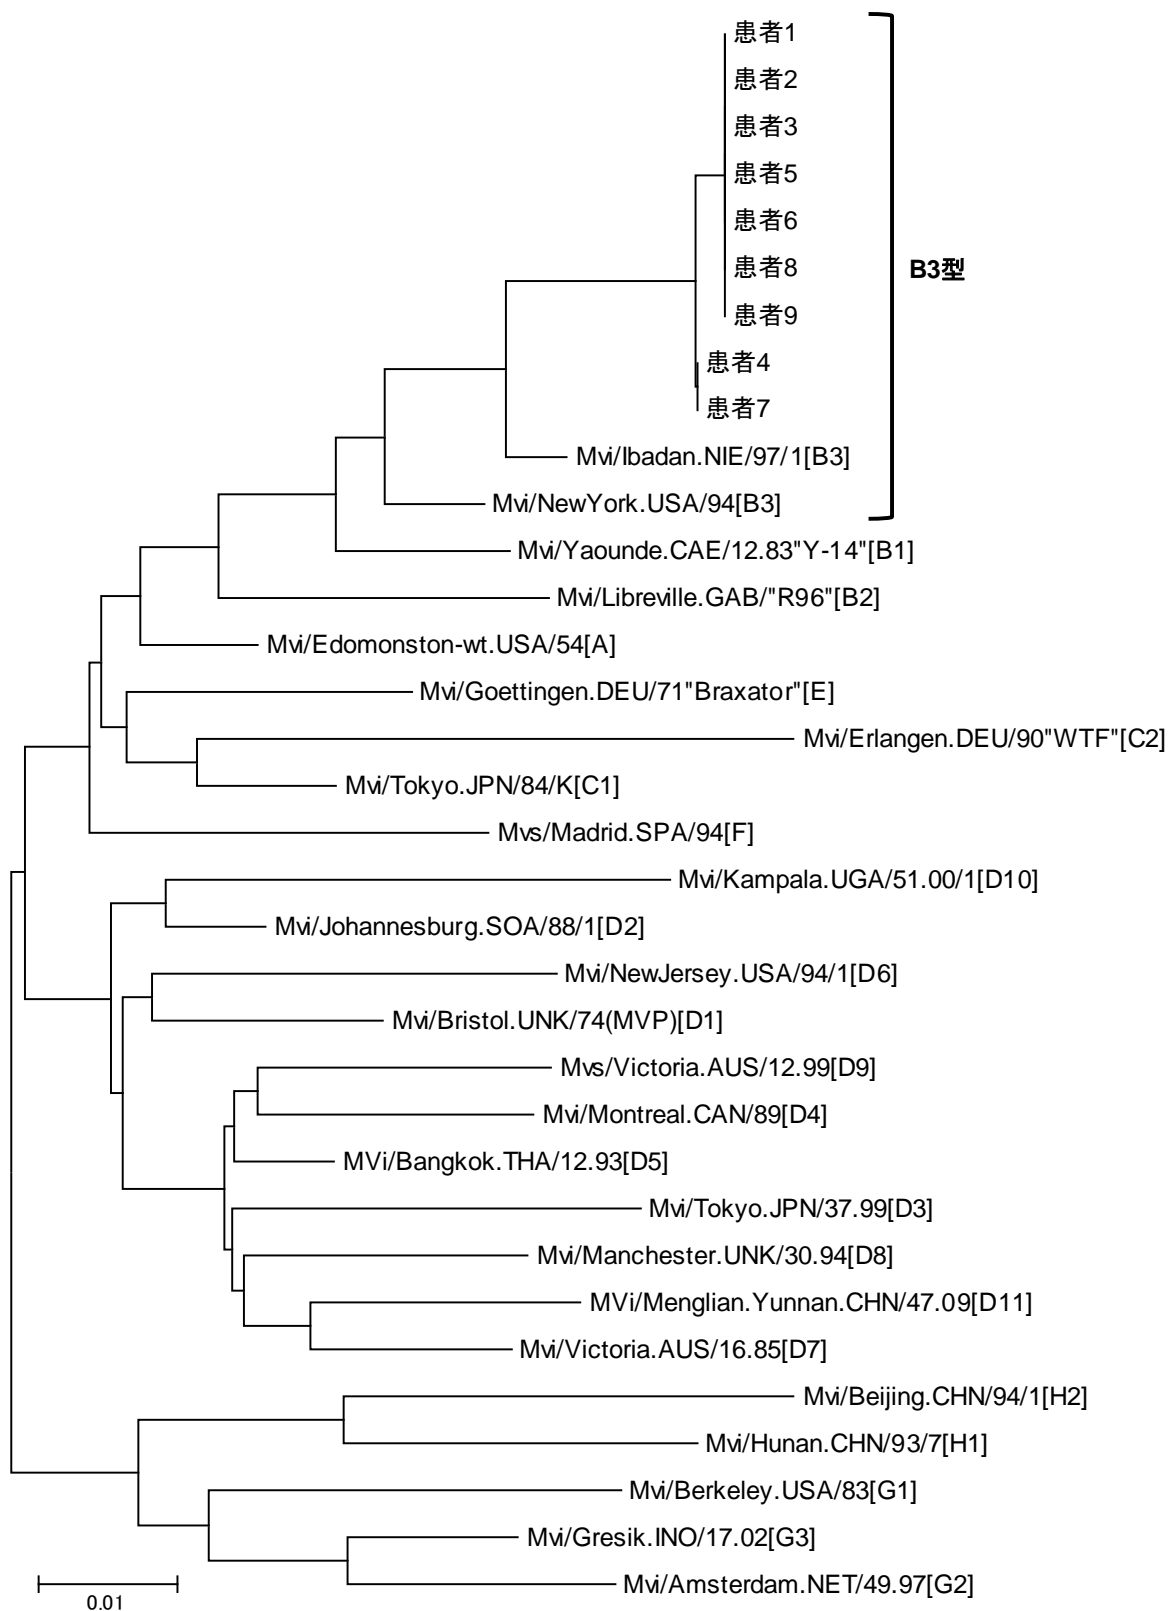 患者1
患者2
患者3
患者5
患者6
患者8
B3型
患者9
患者4
患者7
Mvi/Ibadan.NIE/97/1[B3]
Mvi/NewYork.USA/94[B3]
Mvi/Yaounde.CAE/12.83"Y-14"[B1]
Mvi/Libreville.GAB/"R96"[B2]
Mvi/Edomonston-wt.USA/54[A]
Mvi/Goettingen.DEU/71"Braxator"[E]
Mvi/Erlangen.DEU/90"WTF"[C2]
Mvi/Tokyo.JPN/84/K[C1]
Mvs/Madrid.SPA/94[F]
Mvi/Kampala.UGA/51.00/1[D10]
Mvi/Johannesburg.SOA/88/1[D2]
Mvi/NewJersey.USA/94/1[D6]
Mvi/Bristol.UNK/74(MVP)[D1]
Mvs/Victoria.AUS/12.99[D9]
Mvi/Montreal.CAN/89[D4]
MVi/Bangkok.THA/12.93[D5]
Mvi/Tokyo.JPN/37.99[D3]
Mvi/Manchester.UNK/30.94[D8]
MVi/Menglian.Yunnan.CHN/47.09[D11]
Mvi/Victoria.AUS/16.85[D7]
Mvi/Beijing.CHN/94/1[H2]
Mvi/Hunan.CHN/93/7[H1]
Mvi/Berkeley.USA/83[G1]
Mvi/Gresik.INO/17.02[G3]
Mvi/Amsterdam.NET/49.97[G2]
0.01